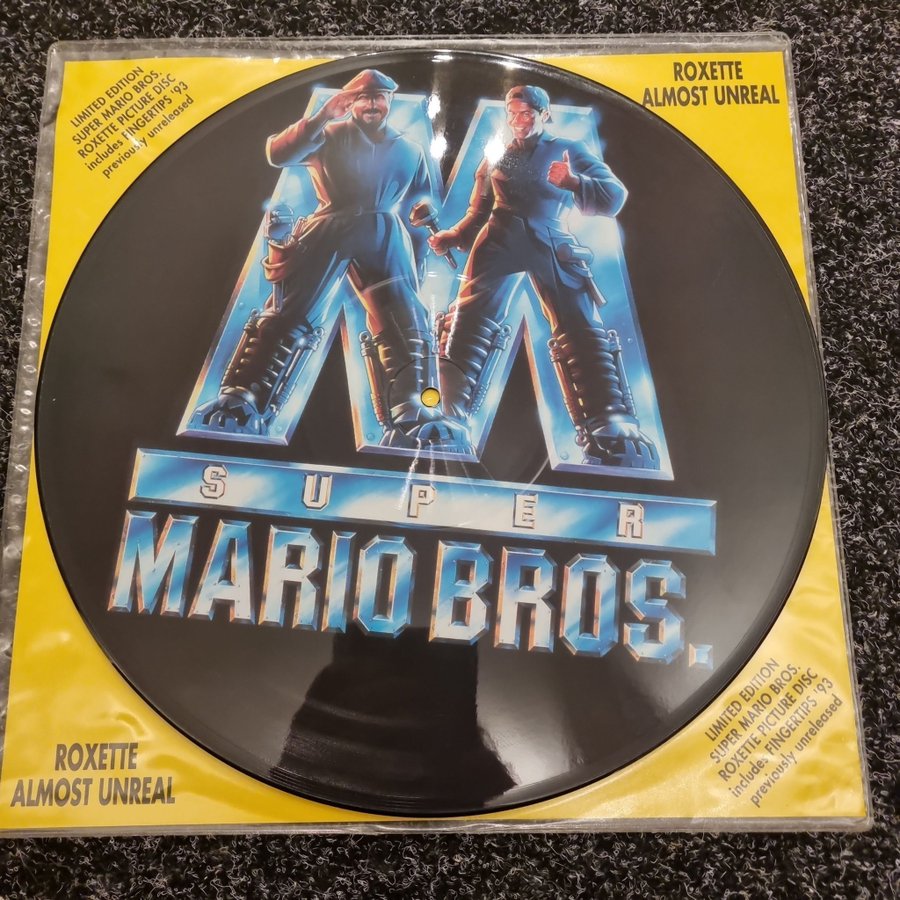 LIMITED EDITION
SUPER MARIO BROS.
ROXETTE PICTURE DISC
includes FINGERTIPS '93
previously unreleased
ROXETTE
ALMOST UNREAL
M
SUPER
MARIO BROS.
ROXETTE
ALMOST UNREAL
LIMITED EDITION
SUPER MARIO BROS.
ROXETTE PICTURE DISC
includes FINGERTIPS '93
previously unreleased